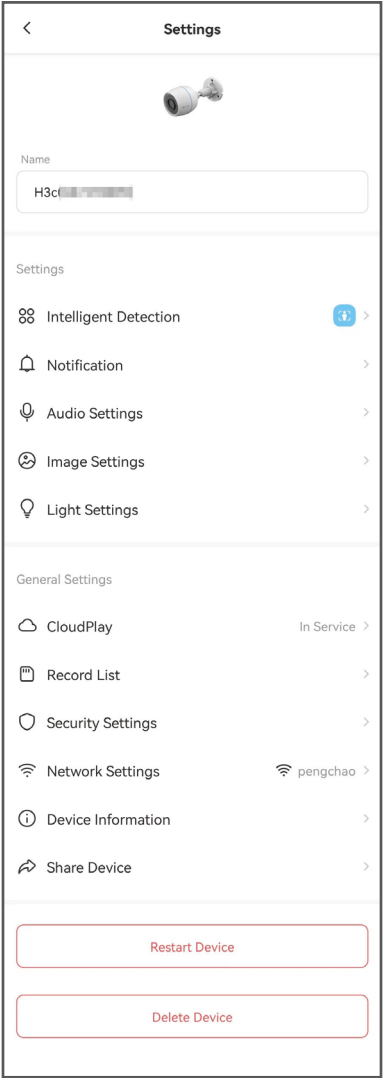 Settings
Name
H3c
Settings
Intelligent Detection
Notification
Audio Settings
Image Settings
Light Settings
General Settings
CloudPlay In Service
Record List
Security Settings
Network Settings pengchao
Device Information
Share Device
Restart Device
Delete Device